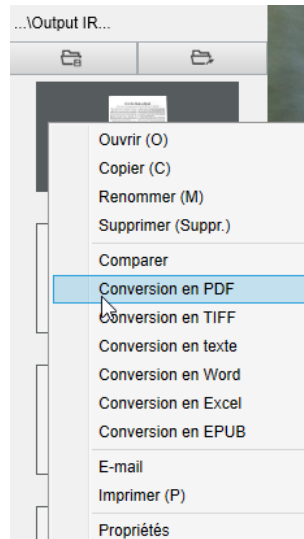 ...\Output IR...
Ouvrir (O)
Copier (C)
Renommer (M)
Supprimer (Suppr.)
Comparer
Conversion en PDF
Conversion en TIFF
Conversion en texte
Conversion en Word
Conversion en Excel
Conversion en EPUB
E-mail
Imprimer (P)
Propriétés